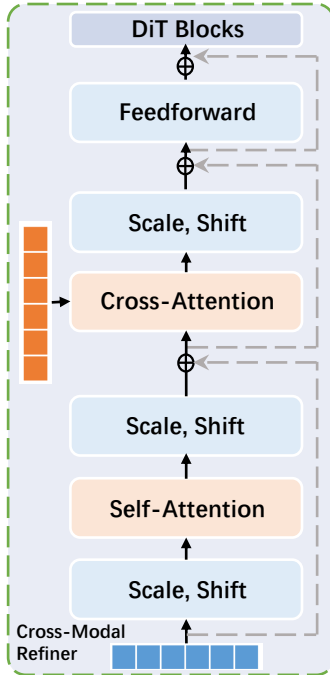 DiT Blocks
Feedforward
Scale, Shift
Cross-Attention
Scale, Shift
Self-Attention
Scale, Shift
Cross-Modal
Refiner